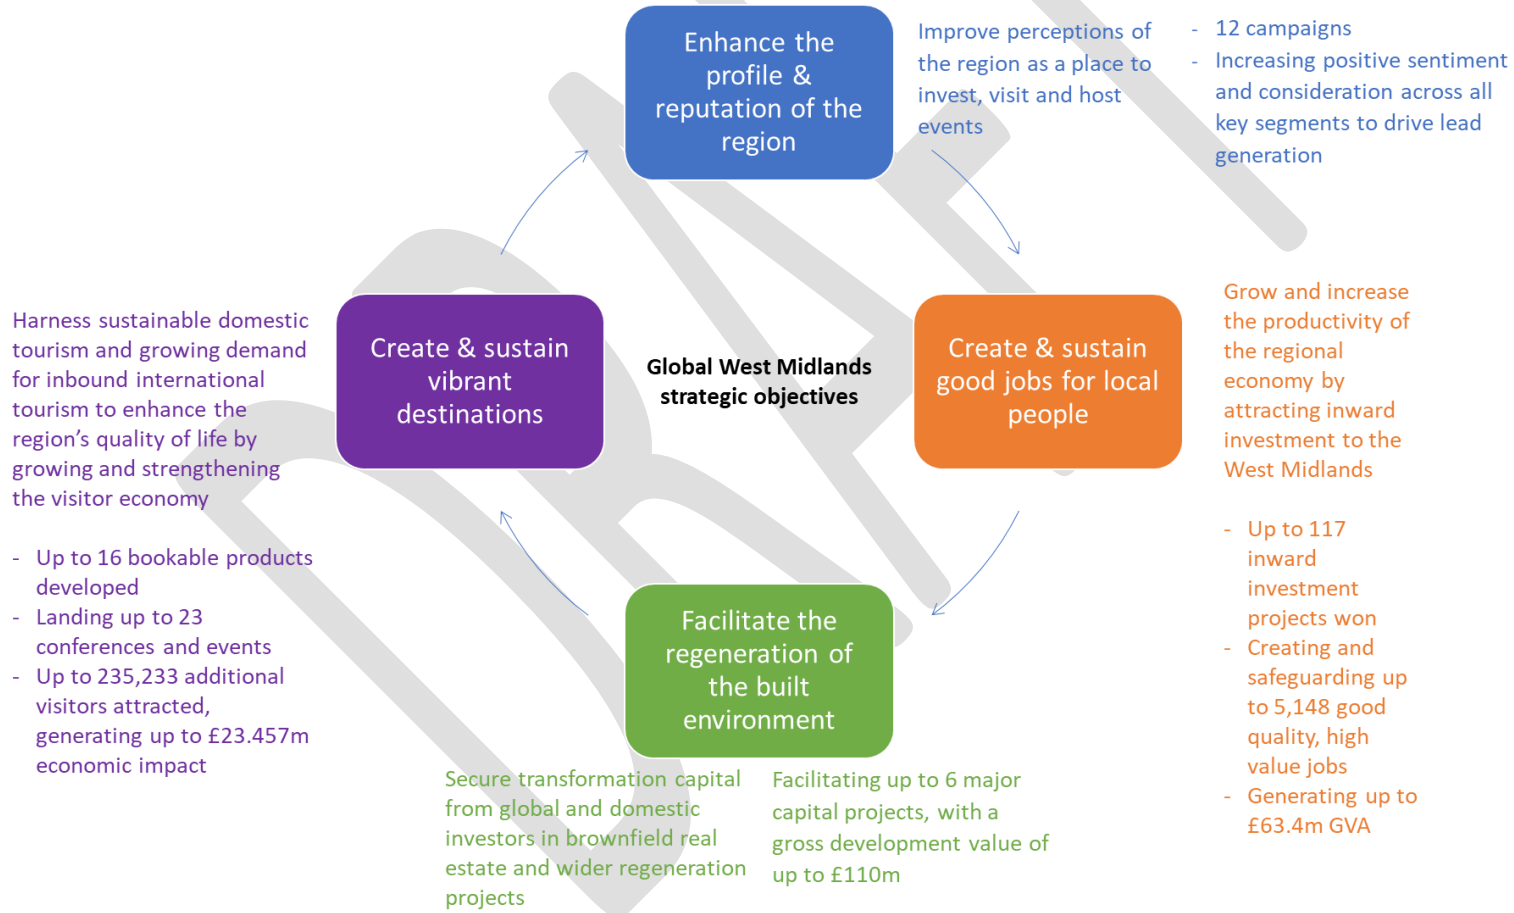 Enhance the
profile &
reputation of the
region
Improve perceptions of
the region as a place to
invest, visit and host
events
- 12 campaigns
- Increasing positive sentiment
and consideration across all
key segments to drive lead
generation
Create & sustain
good jobs for local
people
Grow and increase
the productivity of
the regional
economy by
attracting inward
investment to the
West Midlands
- Up to 117
inward
investment
projects won
- Creating and
safeguarding up
to 5,148 good
quality, high
value jobs
- Generating up to
£63.4m GVA
Facilitate the
regeneration of
the built
environment
Secure transformation capital
from global and domestic
investors in brownfield real
estate and wider regeneration
projects
Facilitating up to 6 major
capital projects, with a
gross development value of
up to £110m
Create & sustain
vibrant
destinations
Harness sustainable domestic
tourism and growing demand
for inbound international
tourism to enhance the
region’s quality of life by
growing and strengthening
the visitor economy
- Up to 16 bookable products
developed
- Landing up to 23
conferences and events
- Up to 235,233 additional
visitors attracted,
generating up to £23.457m
economic impact
Global West Midlands
strategic objectives
DRAFT